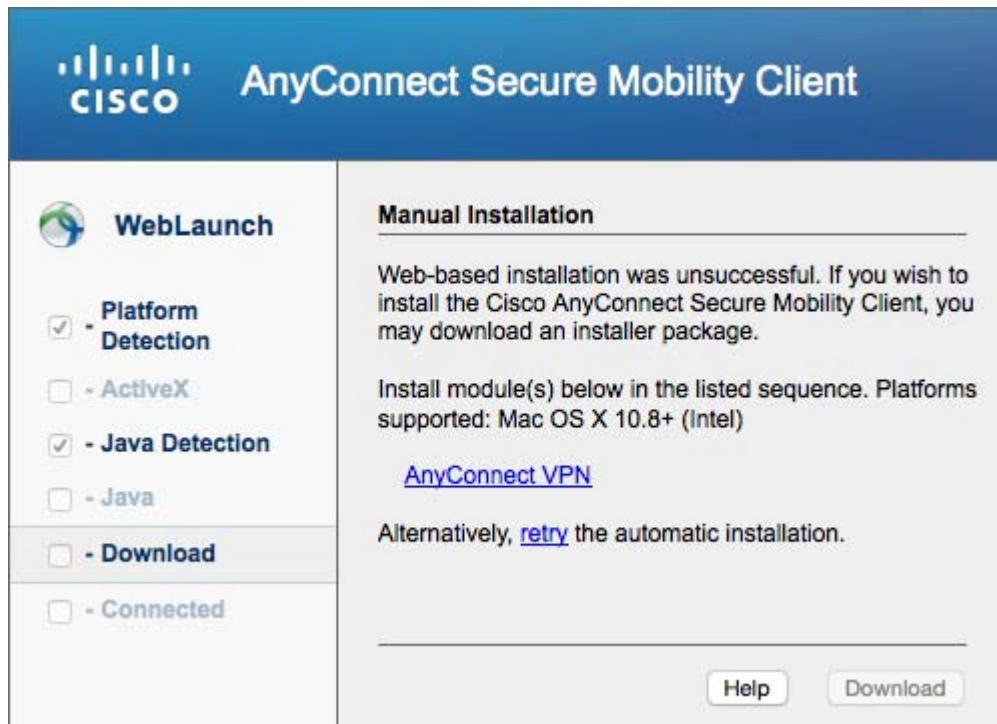 CISCO
AnyConnect Secure Mobility Client
WebLaunch
- Platform
Detection
- ActiveX
- Java Detection
- Java
- Download
- Connected
Manual Installation
Web-based installation was unsuccessful. If you wish to
install the Cisco AnyConnect Secure Mobility Client, you
may download an installer package.
Install module(s) below in the listed sequence. Platforms
supported: Mac OS X 10.8+ (Intel)
AnyConnect VPN
Alternatively, retry the automatic installation.
Help
Download